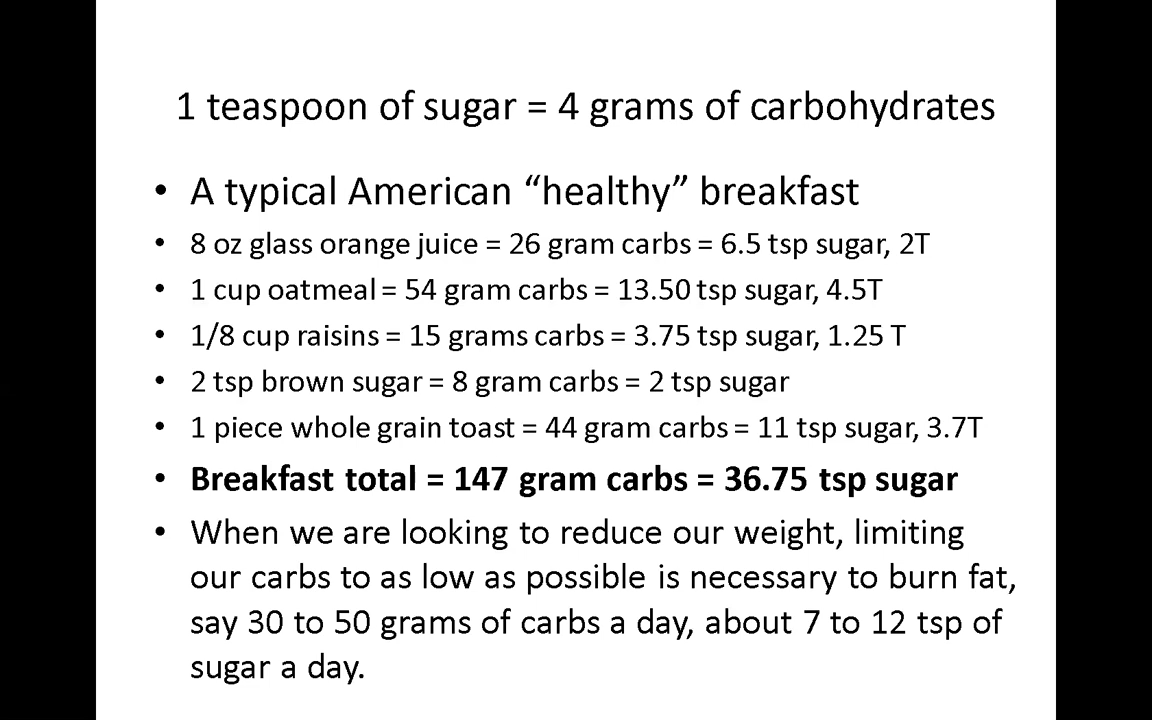 1 teaspoon of sugar = 4 grams of carbohydrates
• A typical American “healthy” breakfast
• 8 oz glass orange juice = 26 gram carbs = 6.5 tsp sugar, 2T
• 1 cup oatmeal = 54 gram carbs = 13.50 tsp sugar, 4.5T
• 1/8 cup raisins = 15 grams carbs = 3.75 tsp sugar, 1.25 T
• 2 tsp brown sugar = 8 gram carbs = 2 tsp sugar
• 1 piece whole grain toast = 44 gram carbs = 11 tsp sugar, 3.7T
• Breakfast total = 147 gram carbs = 36.75 tsp sugar
• When we are looking to reduce our weight, limiting
our carbs to as low as possible is necessary to burn fat,
say 30 to 50 grams of carbs a day, about 7 to 12 tsp of
sugar a day.